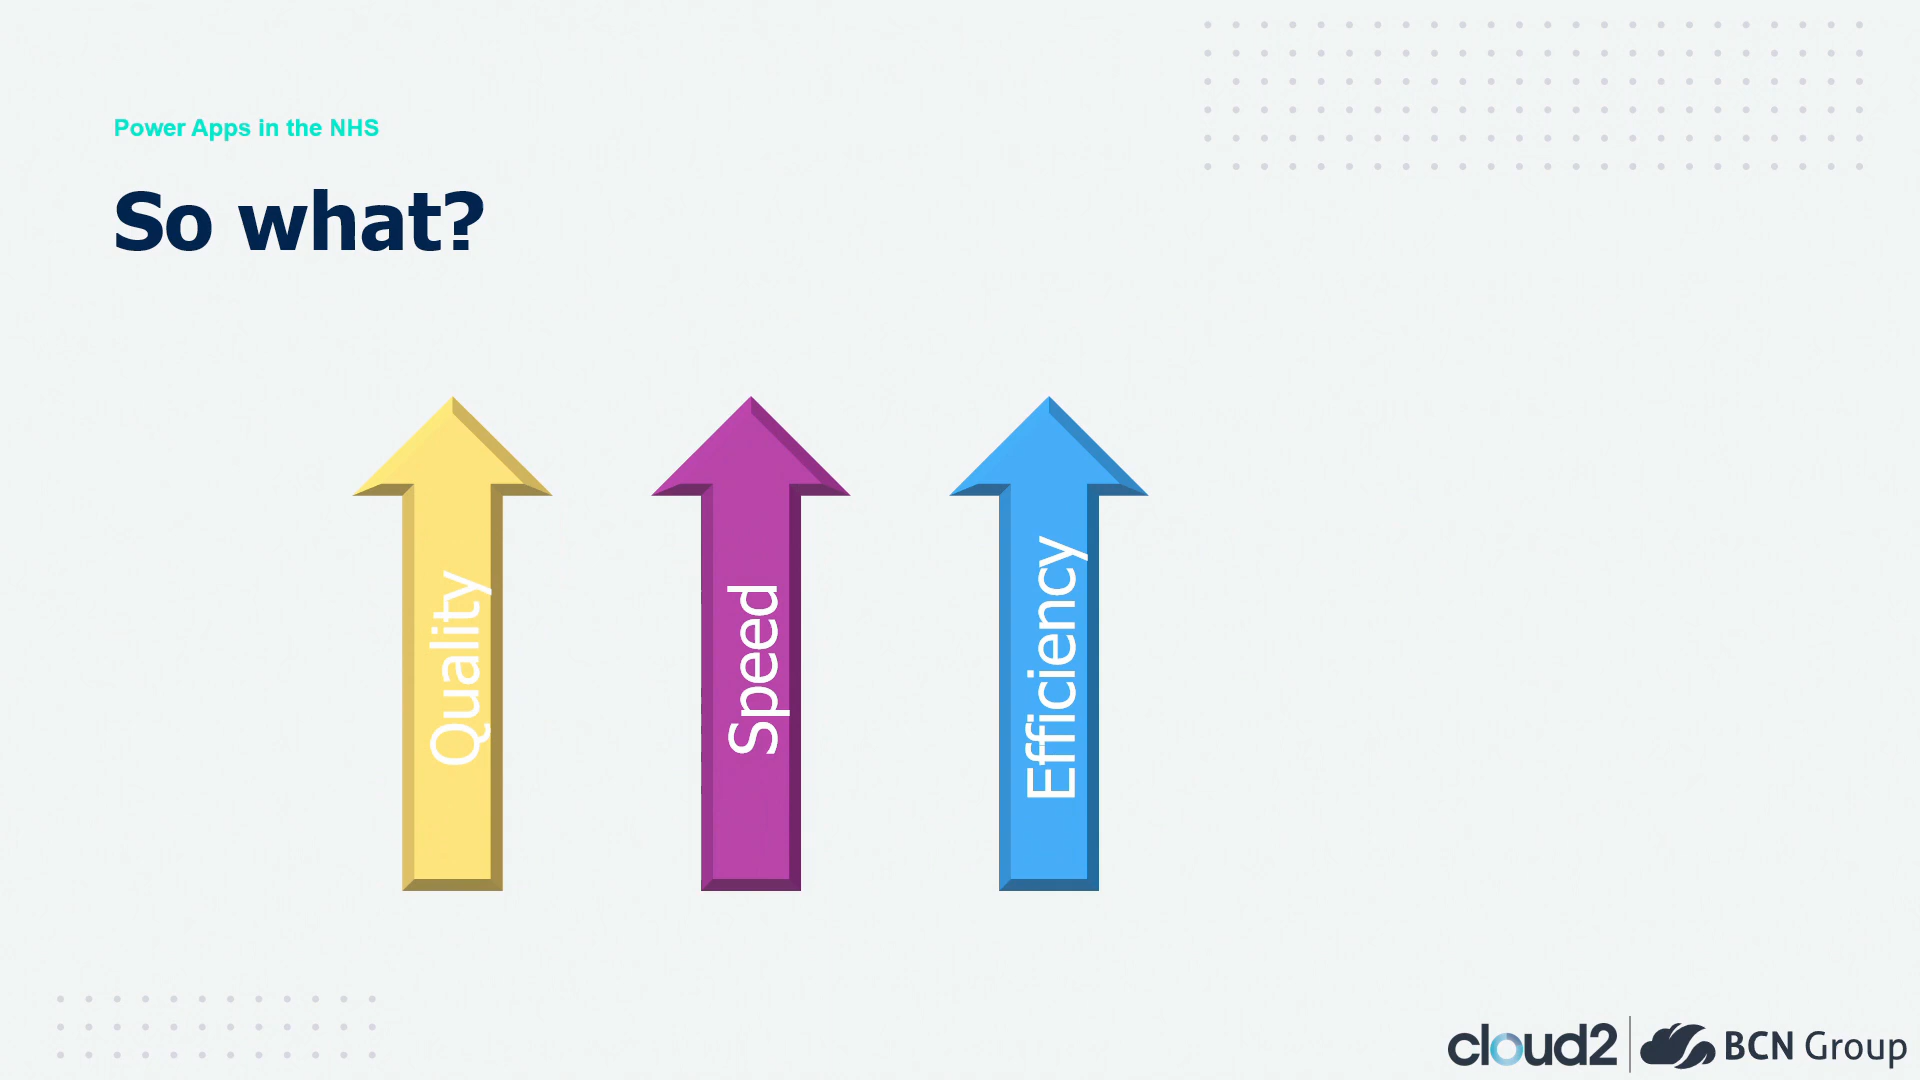 Power Apps in the NHS
So what?
Quality
Speed
Efficiency
cloud2 BCN Group